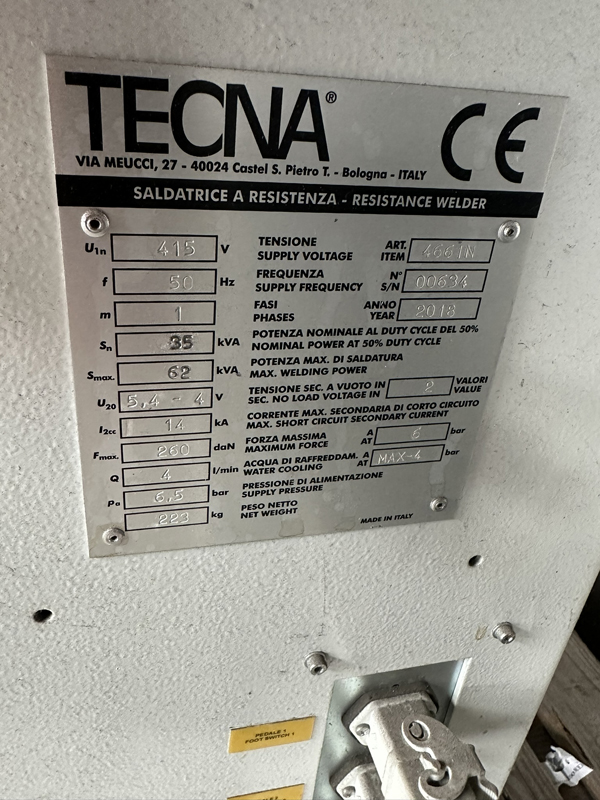 TECNA® CE
VIA MEUCCI, 27 - 40024 Castel S. Pietro T. - Bologna - ITALY
SALDATRICE A RESISTENZA - RESISTANCE WELDER
U1n 415 V TENSIONE SUPPLY VOLTAGE ART. ITEM 4661N
f 50 Hz FREQUENZA SUPPLY FREQUENCY N° S/N 00634
m 1 FASI PHASES ANNO YEAR 2018
Sn 35 kVA POTENZA NOMINALE AL DUTY CYCLE DEL 50% NOMINAL POWER AT 50% DUTY CYCLE
Smax. 62 kVA POTENZA MAX. DI SALDATURA MAX. WELDING POWER
U20 5,4 - 4 V TENSIONE SEC. A VUOTO IN SEC. NO LOAD VOLTAGE IN 2 VALORI VALUE
I2cc 14 kA CORRENTE MAX. SECONDARIA DI CORTO CIRCUITO MAX. SHORT CIRCUIT SECONDARY CURRENT
Fmax. 260 daN FORZA MASSIMA MAXIMUM FORCE A AT 6 bar
Q 4 l/min ACQUA DI RAFFREDDAM. WATER COOLING A AT MAX-4 bar
pa 6,5 bar PRESSIONE DI ALIMENTAZIONE SUPPLY PRESSURE
223 kg PESO NETTO NET WEIGHT
MADE IN ITALY
PEDALE 1
FOOT SWITCH 1